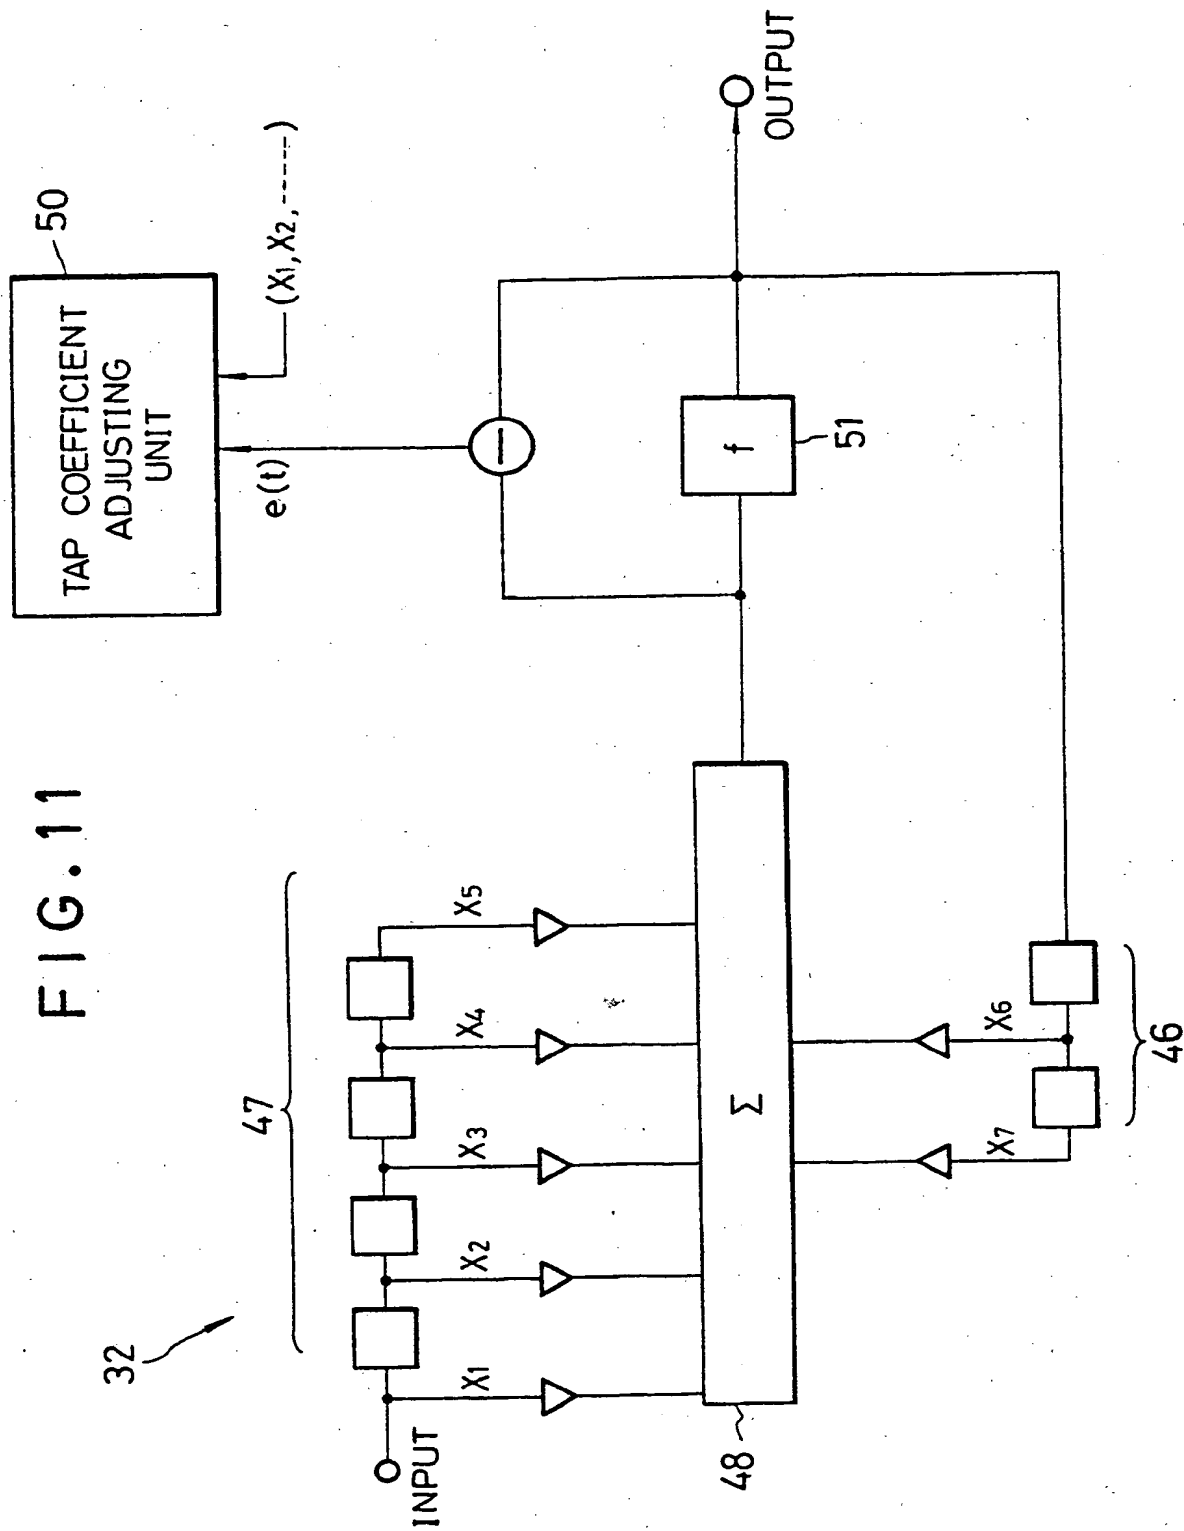 FIG.11
TAP COEFFICIENT
ADJUSTING
UNIT
50
e(t)
(X1, X2, ------)
32
47
INPUT
X1
X2
X3
X4
X5
Σ
48
f
51
OUTPUT
X7
X6
46